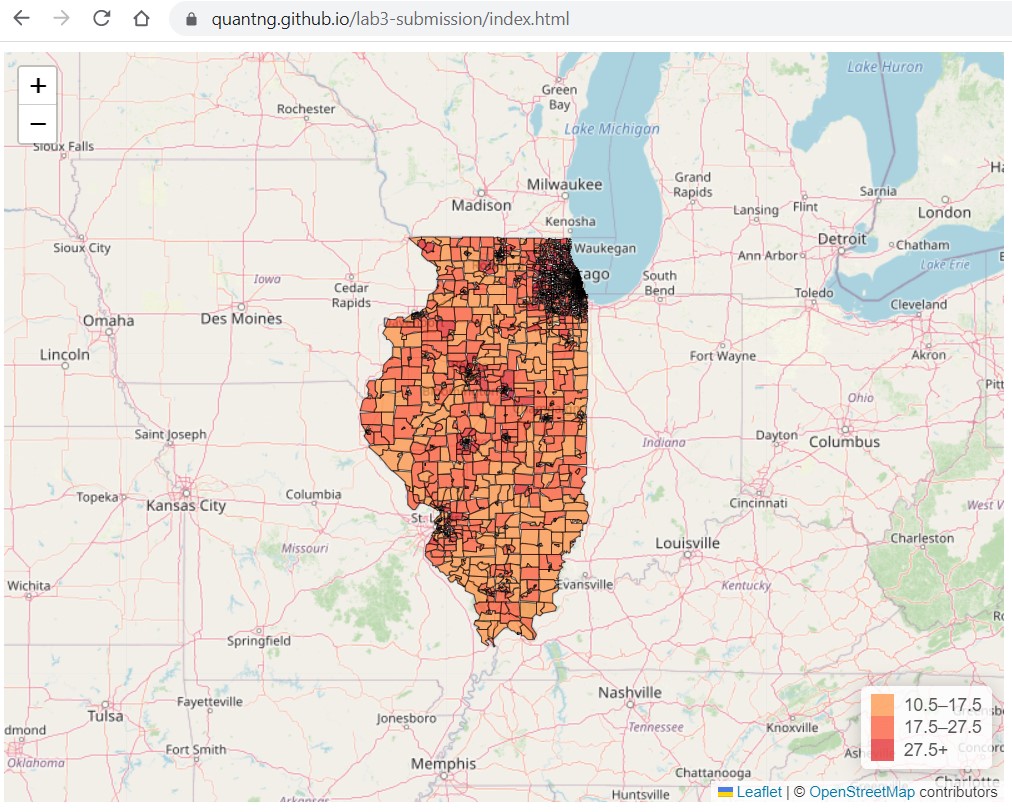 quantng.github.io/lab3-submission/index.html
+
−
Lake Huron
Green
Bay
Rochester
Lake Michigan
Sioux Falls
Grand
Rapids
Milwaukee
Sarnia
Madison
Lansing
Flint
London
Kenosha
Detroit
Chatham
Sioux City
Waukegan
Ann Arbor
Lake Erie
Iowa
ago
South
Bend
Cedar
Rapids
Toledo
Cleveland
Omaha
Des Moines
Lincoln
Fort Wayne
Akron
Pitt
Ohio
Saint Joseph
Indiana
Dayton
Columbus
Topeka
Kansas City
Columbia
Cincinnati
West V
St. L
Charleston
Missouri
Louisville
Wichita
Evansville
Kentucky
Springfield
Nashville
10.5–17.5
17.5–27.5
27.5+
Fayetteville
Tulsa
Jonesboro
Tennessee
Knoxville
dmond
Fort Smith
Ash
Concord
Oklahoma
Memphis
Chattanooga
Charlotte
Huntsville
Arkansas
Leaflet | © OpenStreetMap contributors